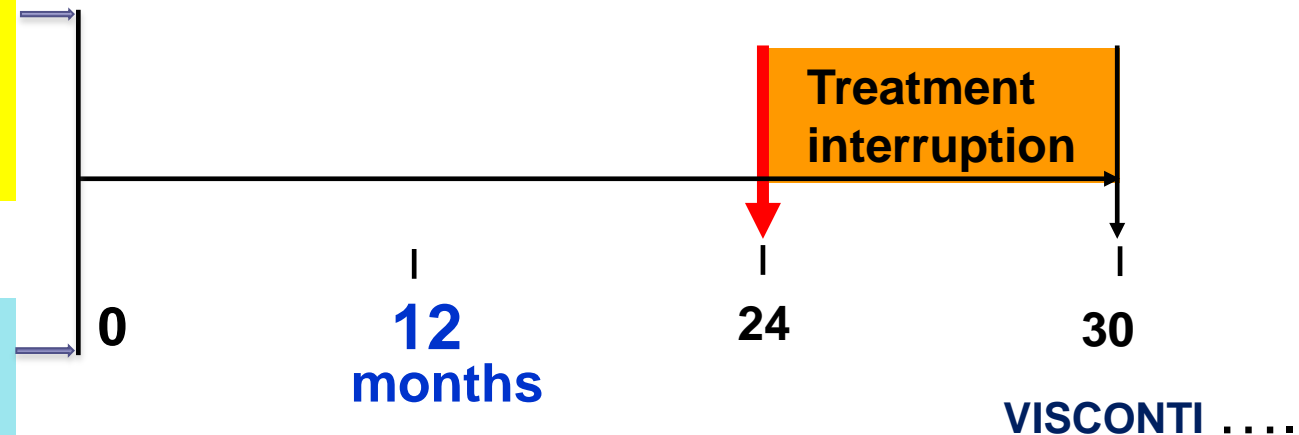 Treatment
interruption
0
12
24
30
months
VISCONTI ....